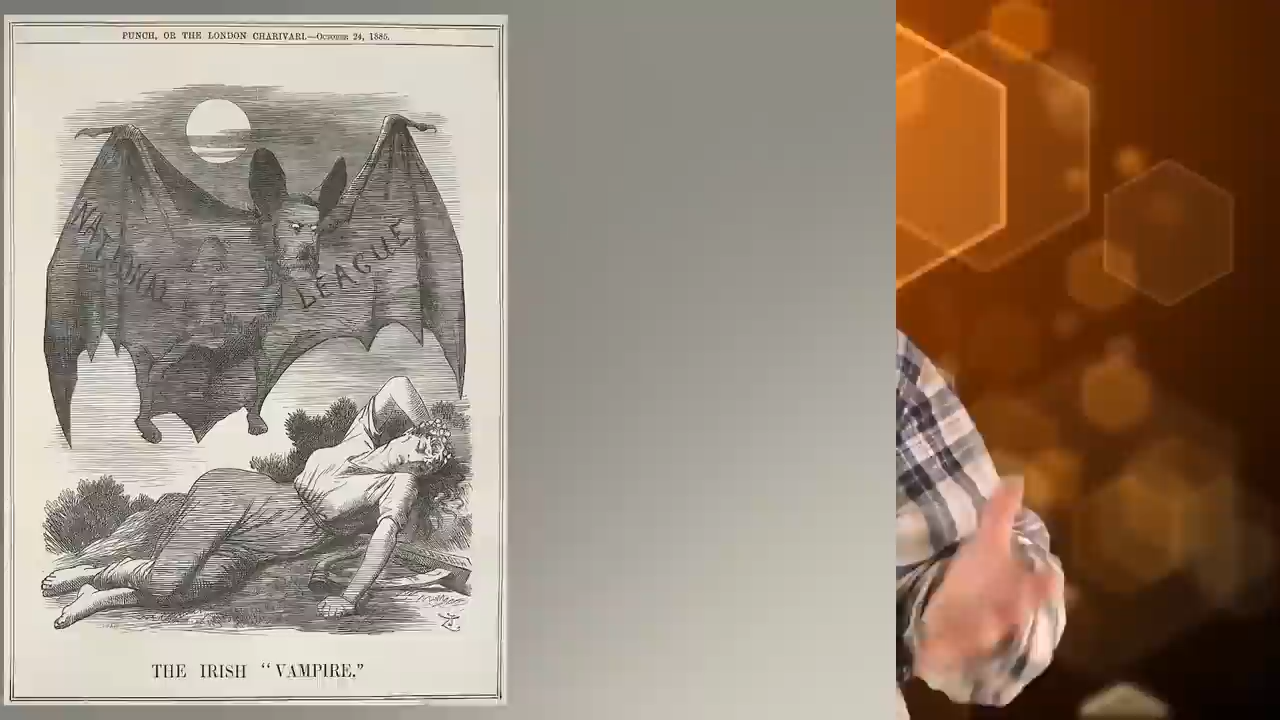 PUNCH, OR THE LONDON CHARIVARI.—OCTOBER 24, 1885.
NATIONAL
LEAGUE
THE IRISH "VAMPIRE."